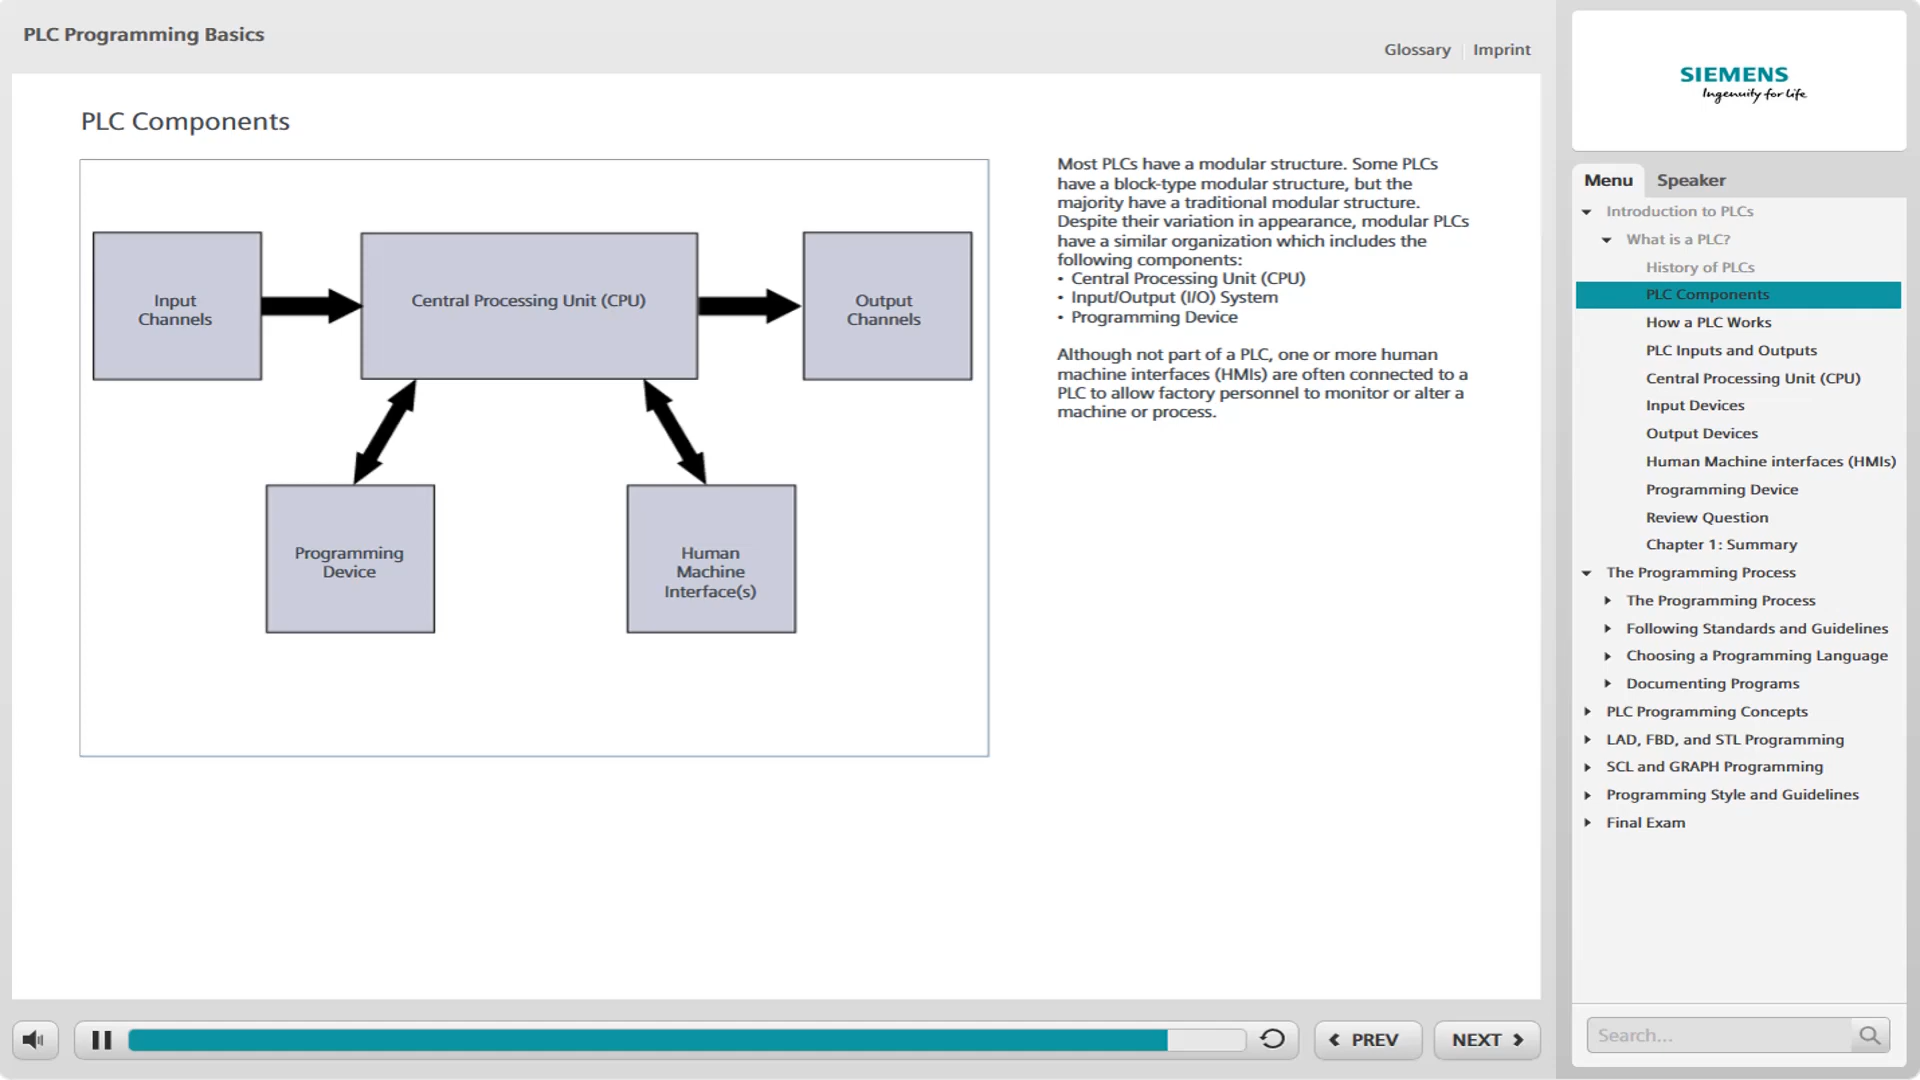 PLC Programming Basics
Glossary
Imprint
PLC Components
Input
Channels
Central Processing Unit (CPU)
Output
Channels
Programming
Device
Human
Machine
Interface(s)
Most PLCs have a modular structure. Some PLCs
have a block-type modular structure, but the
majority have a traditional modular structure.
Despite their variation in appearance, modular PLCs
have a similar organization which includes the
following components:
• Central Processing Unit (CPU)
• Input/Output (I/O) System
• Programming Device
Although not part of a PLC, one or more human
machine interfaces (HMIs) are often connected to a
PLC to allow factory personnel to monitor or alter a
machine or process.
SIEMENS
Ingenuity for life
Menu
Speaker
Introduction to PLCs
What is a PLC?
History of PLCs
PLC Components
How a PLC Works
PLC Inputs and Outputs
Central Processing Unit (CPU)
Input Devices
Output Devices
Human Machine interfaces (HMIs)
Programming Device
Review Question
Chapter 1: Summary
The Programming Process
The Programming Process
Following Standards and Guidelines
Choosing a Programming Language
Documenting Programs
PLC Programming Concepts
LAD, FBD, and STL Programming
SCL and GRAPH Programming
Programming Style and Guidelines
Final Exam
PREV
NEXT
Search...